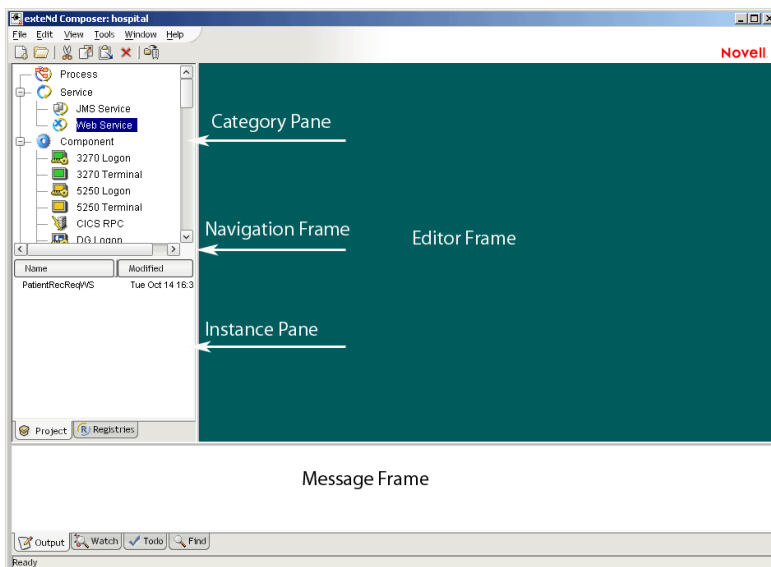 exteNd Composer: hospital
File Edit View Tools Window Help
Novell
Process
Service
JMS Service
Web Service
Component
3270 Logon
3270 Terminal
5250 Logon
5250 Terminal
CICS RPC
DG Logon
Category Pane
Navigation Frame
Editor Frame
Name Modified
PatientRecReqWS Tue Oct 14 16:3
Instance Pane
Project Registries
Message Frame
Output Watch Todo Find
Ready